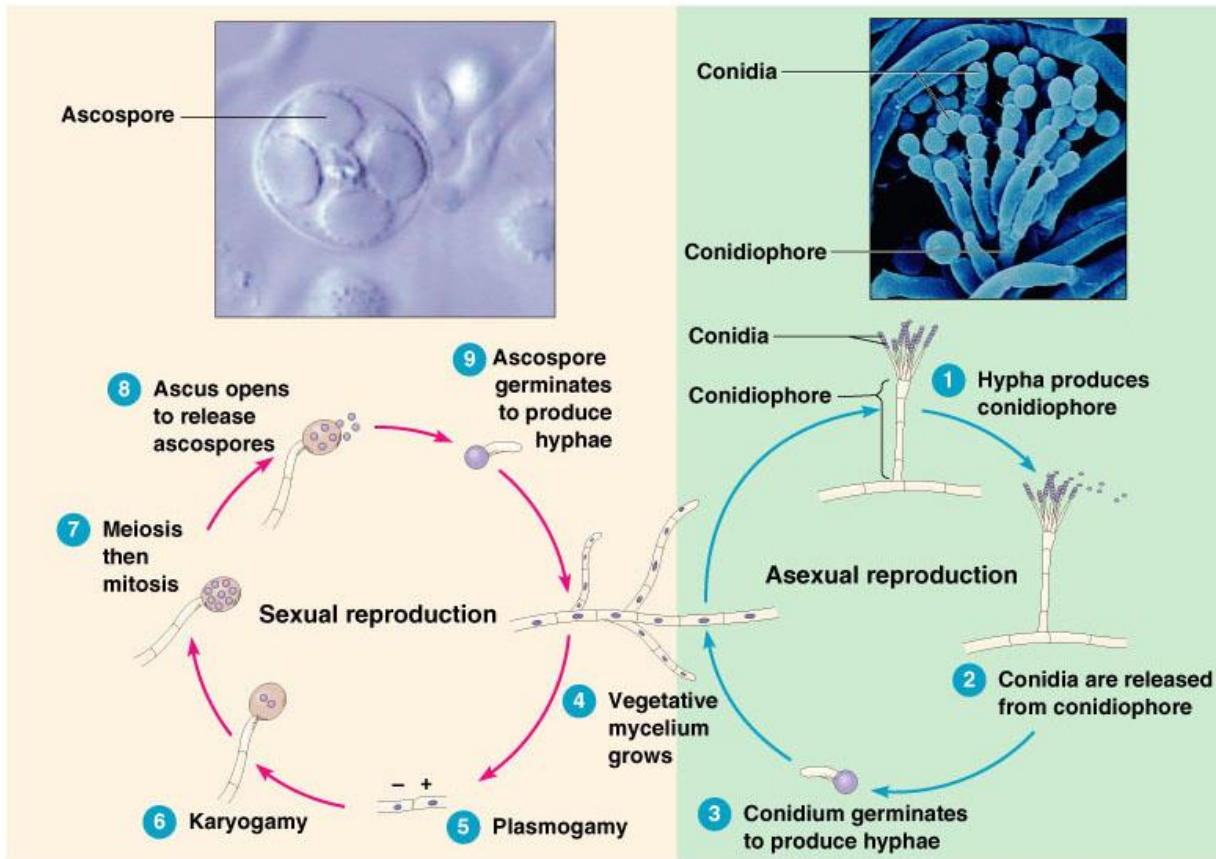 Ascospore
Conidia
Conidiophore
Conidia
Conidiophore
1 Hypha produces
conidiophore
2 Conidia are released
from conidiophore
3 Conidium germinates
to produce hyphae
Asexual reproduction
4 Vegetative
mycelium
grows
– +
5 Plasmogamy
6 Karyogamy
7 Meiosis
then
mitosis
8 Ascus opens
to release
ascospores
9 Ascospore
germinates
to produce
hyphae
Sexual reproduction